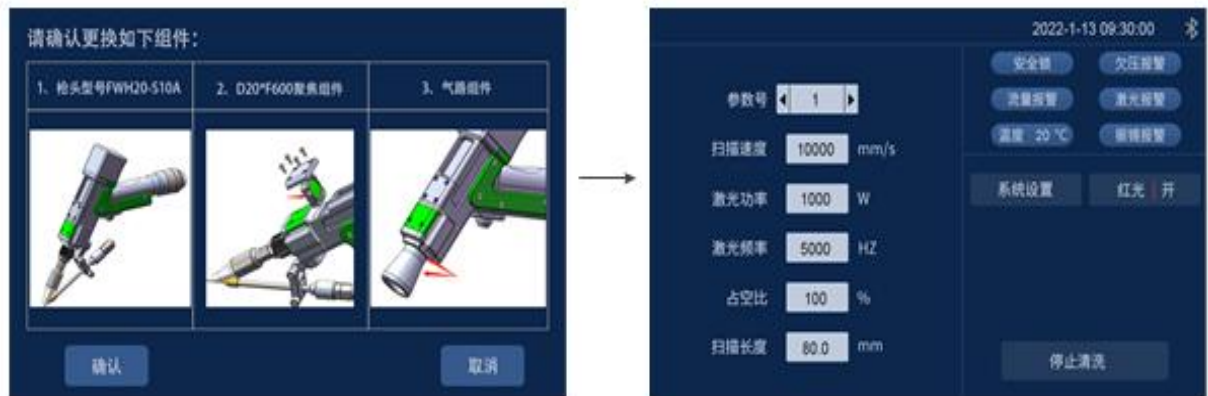 请确认更换如下组件：
1、枪头型号FWH20-S10A
2、D20*F600聚焦组件
3、气路组件
确认
取消
2022-1-13 09:30:00
安全锁
欠压报警
流量报警
激光报警
温度 20 ℃
振镜报警
参数号 1
扫描速度 10000 mm/s
激光功率 1000 W
激光频率 5000 HZ
占空比 100 %
扫描长度 80.0 mm
系统设置
红光 开
停止清洗